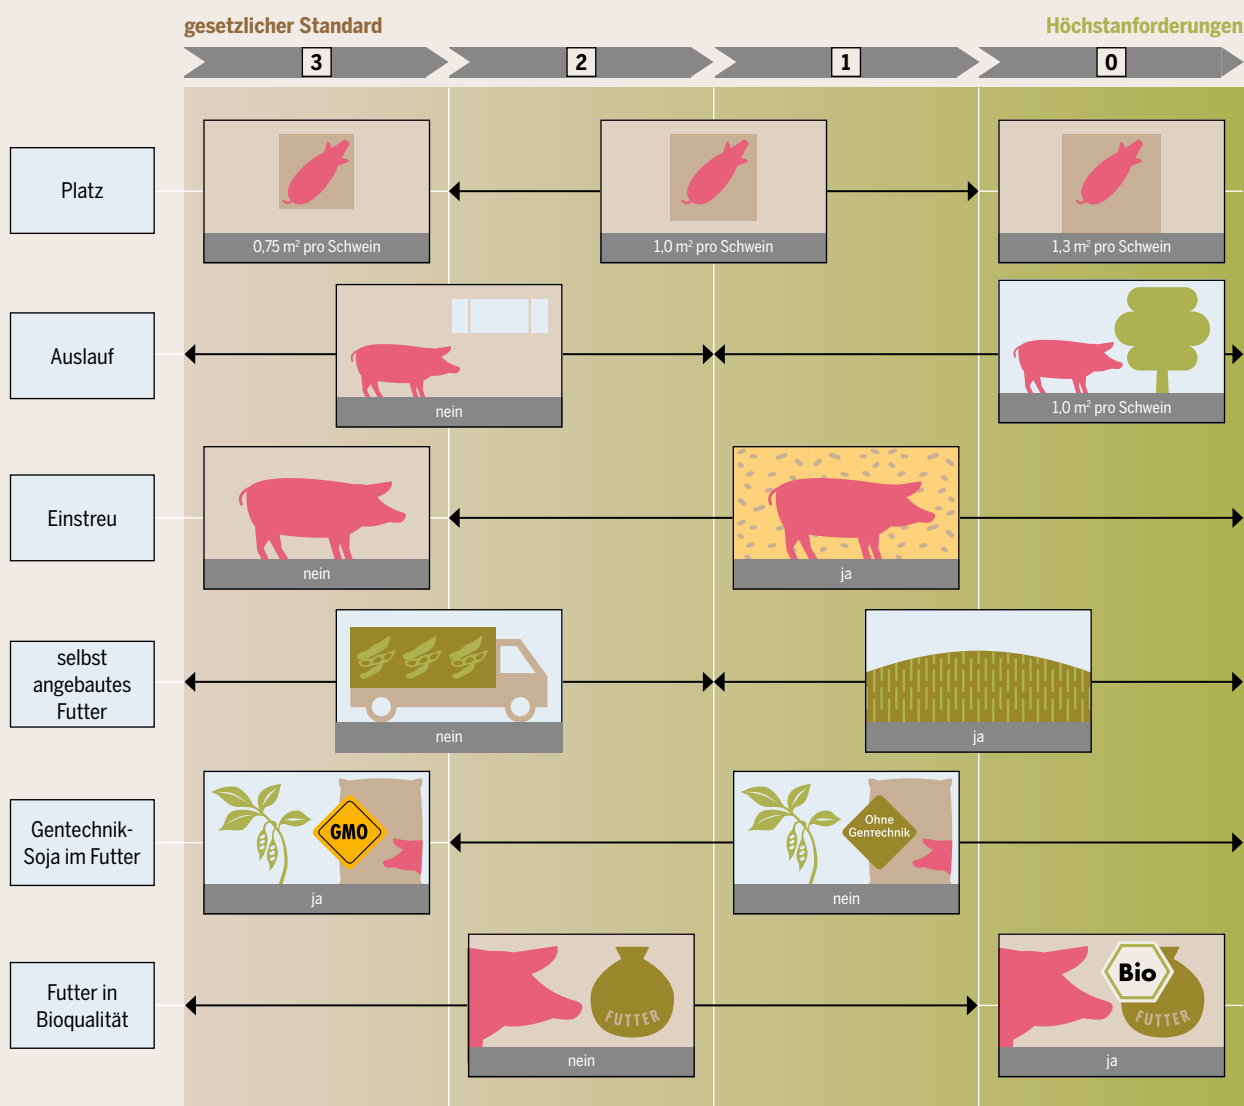 gesetzlicher Standard
Höchstanforderungen
3
2
1
0
Platz
0,75 m² pro Schwein
1,0 m² pro Schwein
1,3 m² pro Schwein
Auslauf
nein
1,0 m² pro Schwein
Einstreu
nein
ja
selbst
angebautes
Futter
nein
ja
Gentechnik-
Soja im Futter
GMO
ja
Ohne
Gentechnik
nein
Futter in
Bioqualität
FUTTER
nein
Bio
FUTTER
ja